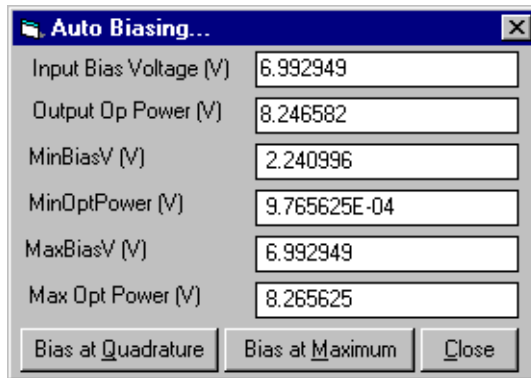 Auto Biasing...
Input Bias Voltage (V) 6.992949
Output Op Power (V) 8.246582
MinBiasV (V) 2.240996
MinOptPower (V) 9.765625E-04
MaxBiasV (V) 6.992949
Max Opt Power (V) 8.265625
Bias at Quadrature Bias at Maximum Close